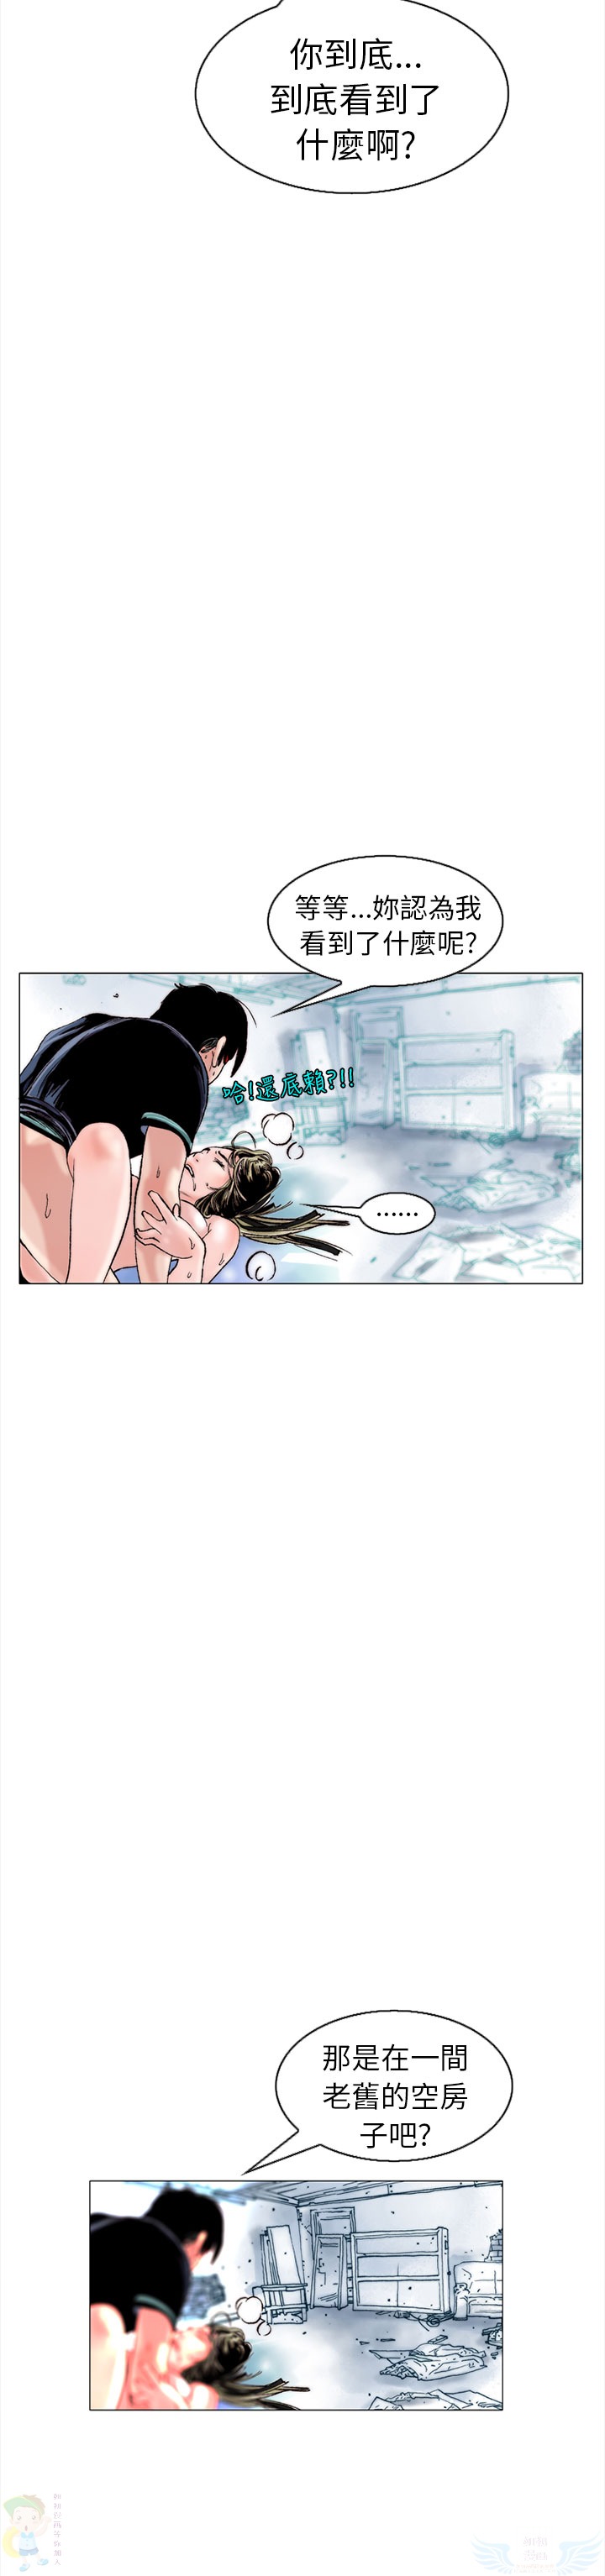 你到底...
到底看到了
什麼啊?
等等...妳認為我
看到了什麼呢?
哈!還底賴?!!
......
那是在一間
老舊的空房
子吧?